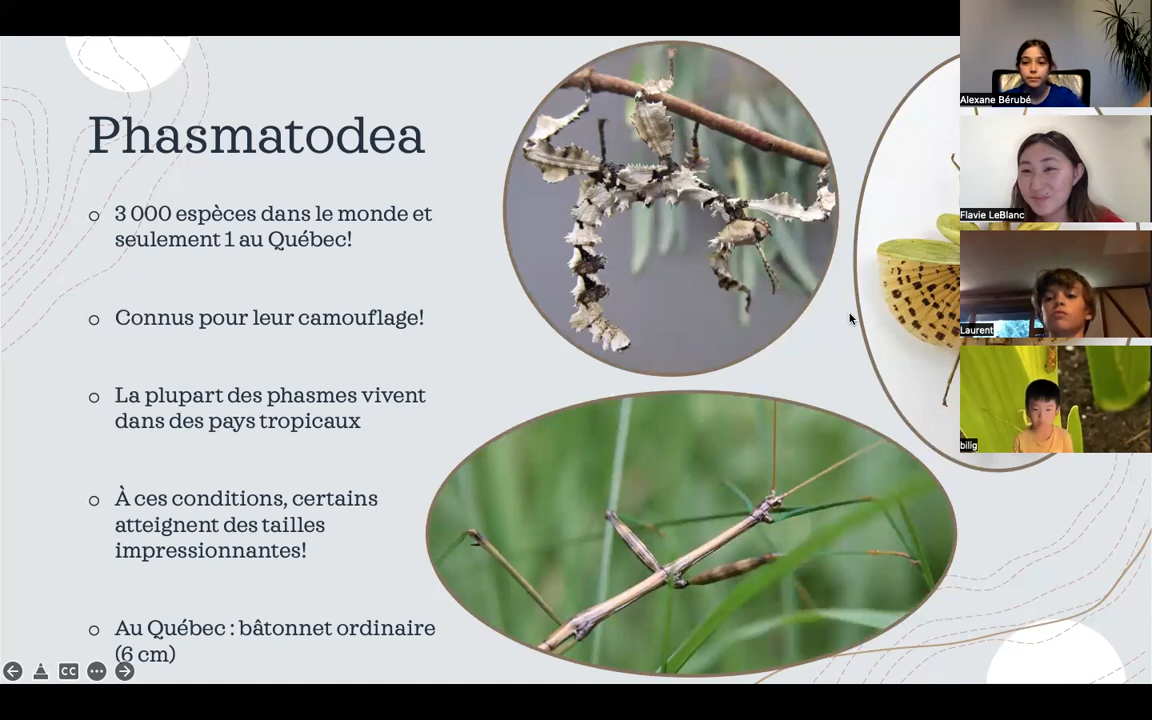 Phasmatodea
3 000 espèces dans le monde et
seulement 1 au Québec!
Connus pour leur camouflage!
La plupart des phasmes vivent
dans des pays tropicaux
À ces conditions, certains
atteignent des tailles
impressionnantes!
Au Québec : bâtonnet ordinaire
(6 cm)
CC
Alexane Bérubé
Flavie LeBlanc
Laurent
bilig